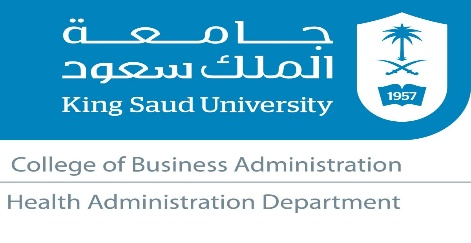 جامعة
الملك سعود
King Saud University
1957
College of Business Administration
Health Administration Department